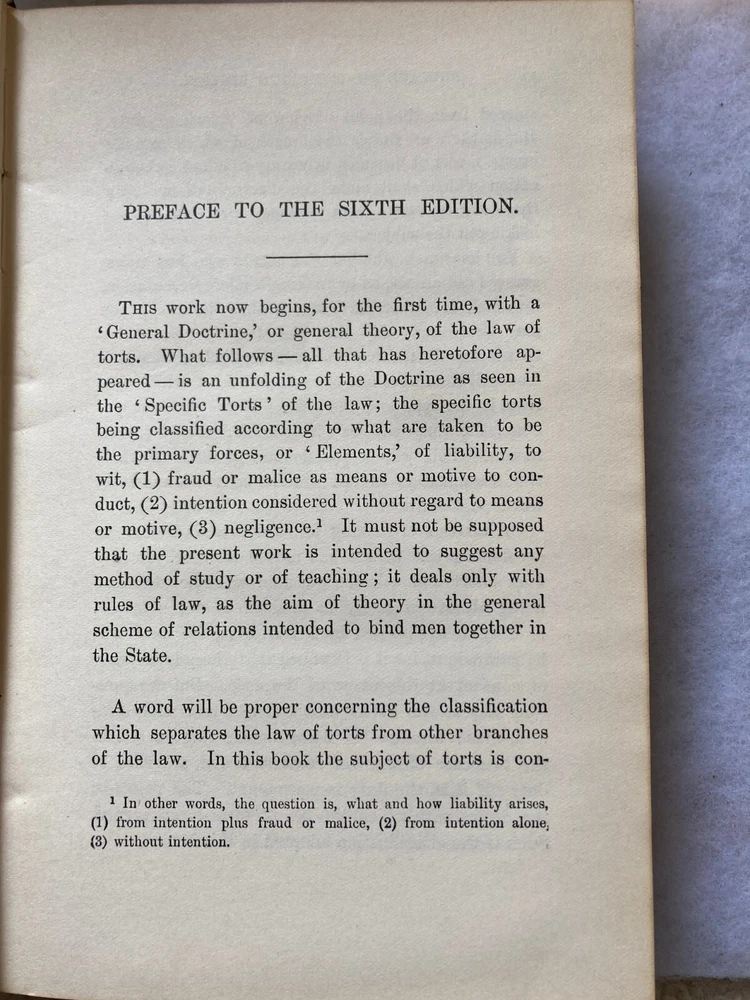 PREFACE TO THE SIXTH EDITION.
THIS work now begins, for the first time, with a
‘General Doctrine,’ or general theory, of the law of
torts. What follows — all that has heretofore ap-
peared — is an unfolding of the Doctrine as seen in
the ‘Specific Torts’ of the law; the specific torts
being classified according to what are taken to be
the primary forces, or ‘Elements,’ of liability, to
wit, (1) fraud or malice as means or motive to con-
duct, (2) intention considered without regard to means
or motive, (3) negligence.¹ It must not be supposed
that the present work is intended to suggest any
method of study or of teaching; it deals only with
rules of law, as the aim of theory in the general
scheme of relations intended to bind men together in
the State.
A word will be proper concerning the classification
which separates the law of torts from other branches
of the law. In this book the subject of torts is con-
¹ In other words, the question is, what and how liability arises,
(1) from intention plus fraud or malice, (2) from intention alone,
(3) without intention.